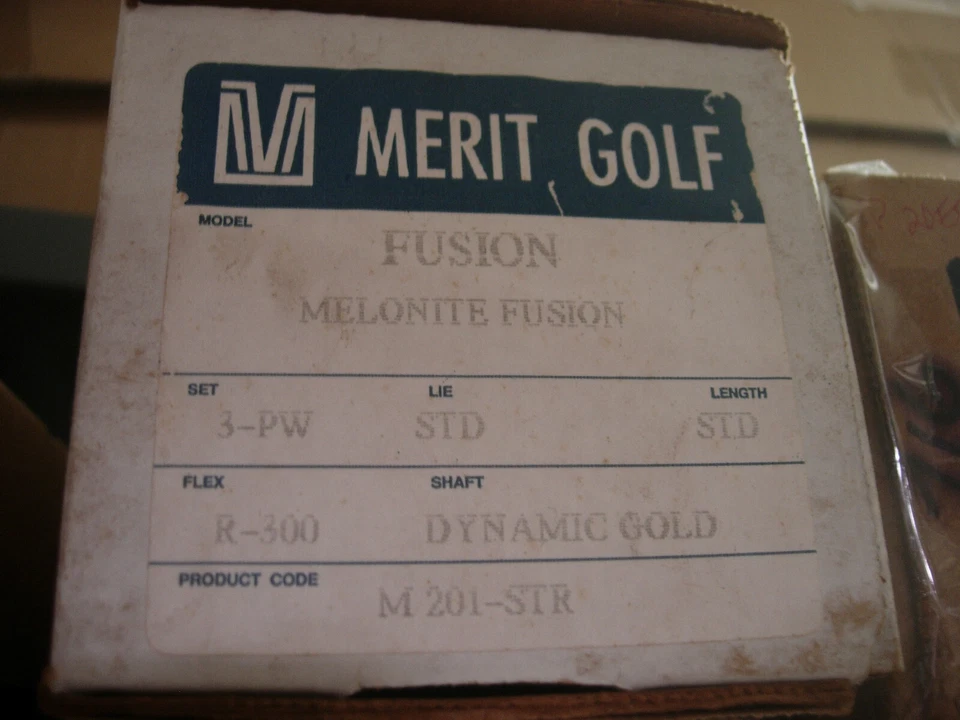 MERIT GOLF
MODEL
FUSION
MELONITE FUSION
SET LIE LENGTH
3-PW STD STD
FLEX SHAFT
R-300 DYNAMIC GOLD
PRODUCT CODE
M 201-STR